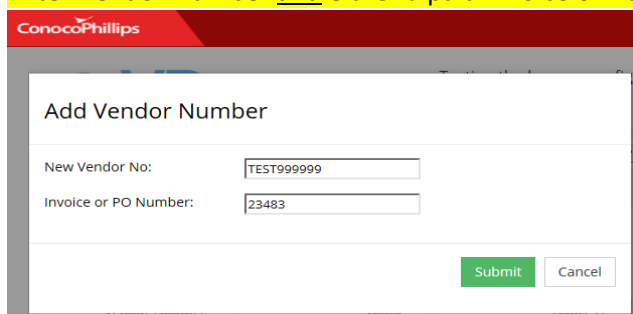 ConocoPhillips
Add Vendor Number
New Vendor No:
TEST999999
Invoice or PO Number:
23483
Submit
Cancel